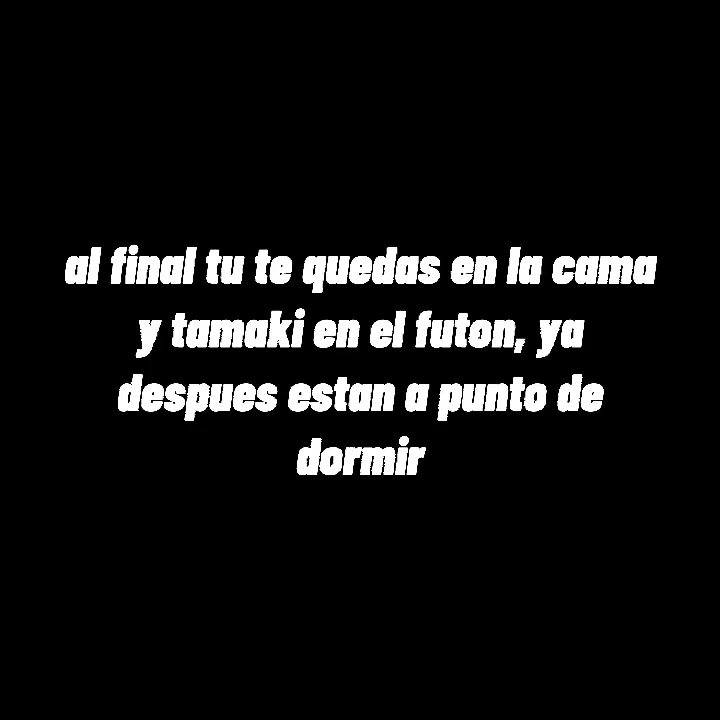 al final tu te quedas en la cama
y tamaki en el futon, ya
despues estan a punto de
dormir